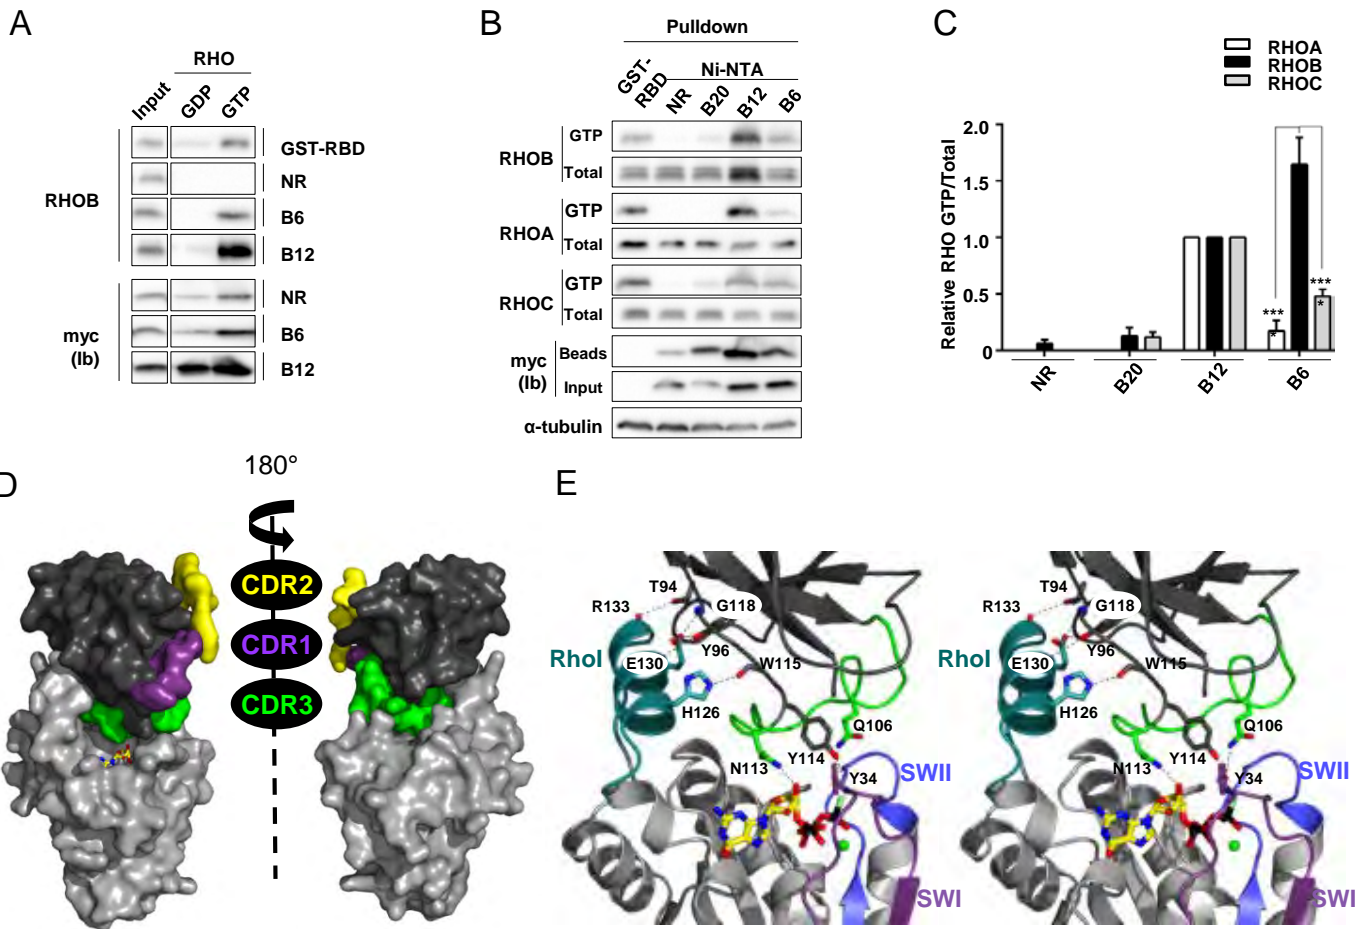 A
RHO
Input GDP GTP
RHOB
GST-RBD
NR
B6
B12
myc
(Ib)
NR
B6
B12
B
Pulldown
GST-
RBD
Ni-NTA
NR B20 B12 B6
RHOB
GTP
Total
RHOA
GTP
Total
RHOC
GTP
Total
myc
(Ib)
Beads
Input
α-tubulin
C
RHOA
RHOB
RHOC
Relative RHO GTP/Total
2.0
1.5
1.0
0.5
0
***
*
***
*
NR B20 B12 B6
D
180°
CDR2
CDR1
CDR3
E
T94
R133
G118
RhoI
E130
Y96
W115
H126
Q106
N113
Y114
Y34
SWII
SWI
T94
R133
G118
E130
Y96
W115
H126
Q106
N113
Y114
Y34
SWII
SWI